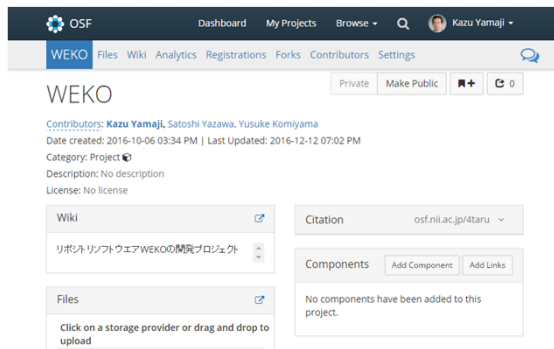 OSF Dashboard My Projects Browse Kazu Yamaji
WEKO Files Wiki Analytics Registrations Forks Contributors Settings
WEKO
Private Make Public 0
Contributors: Kazu Yamaji, Satoshi Yazawa, Yusuke Komiyama
Date created: 2016-10-06 03:34 PM | Last Updated: 2016-12-12 07:02 PM
Category: Project
Description: No description
License: No license
Wiki
リポジトリソフトウエアWEKOの開発プロジェクト
Files
Click on a storage provider or drag and drop to
upload
Citation osf.nii.ac.jp/4taru
Components Add Component Add Links
No components have been added to this
project.